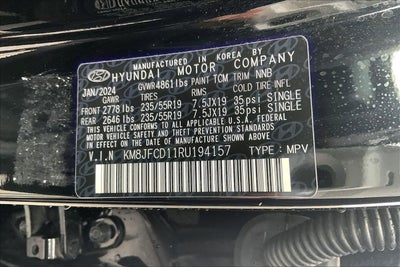 MANUFACTURED IN KOREA BY
HYUNDAI MOTOR COMPANY
JAN/2024 GVWR4861lbs PAINT TCM TRIM NNB
GAWR TIRES RIMS COLD TIRE INFL
FRONT 2778 lbs 235/55R19 7.5JX19 35psi SINGLE
REAR 2646 lbs 235/55R19 7.5JX19 35psi SINGLE
THIS VEHICLE CONFORMS TO ALL APPLICABLE U.S.A. FEDERAL
MOTOR VEHICLE SAFETY AND THEFT PREVENTION STANDARDS
IN EFFECT ON THE DATE OF MANUFACTURE SHOWN ABOVE.
V.I.N KM8JFCD11RU194157 TYPE : MPV